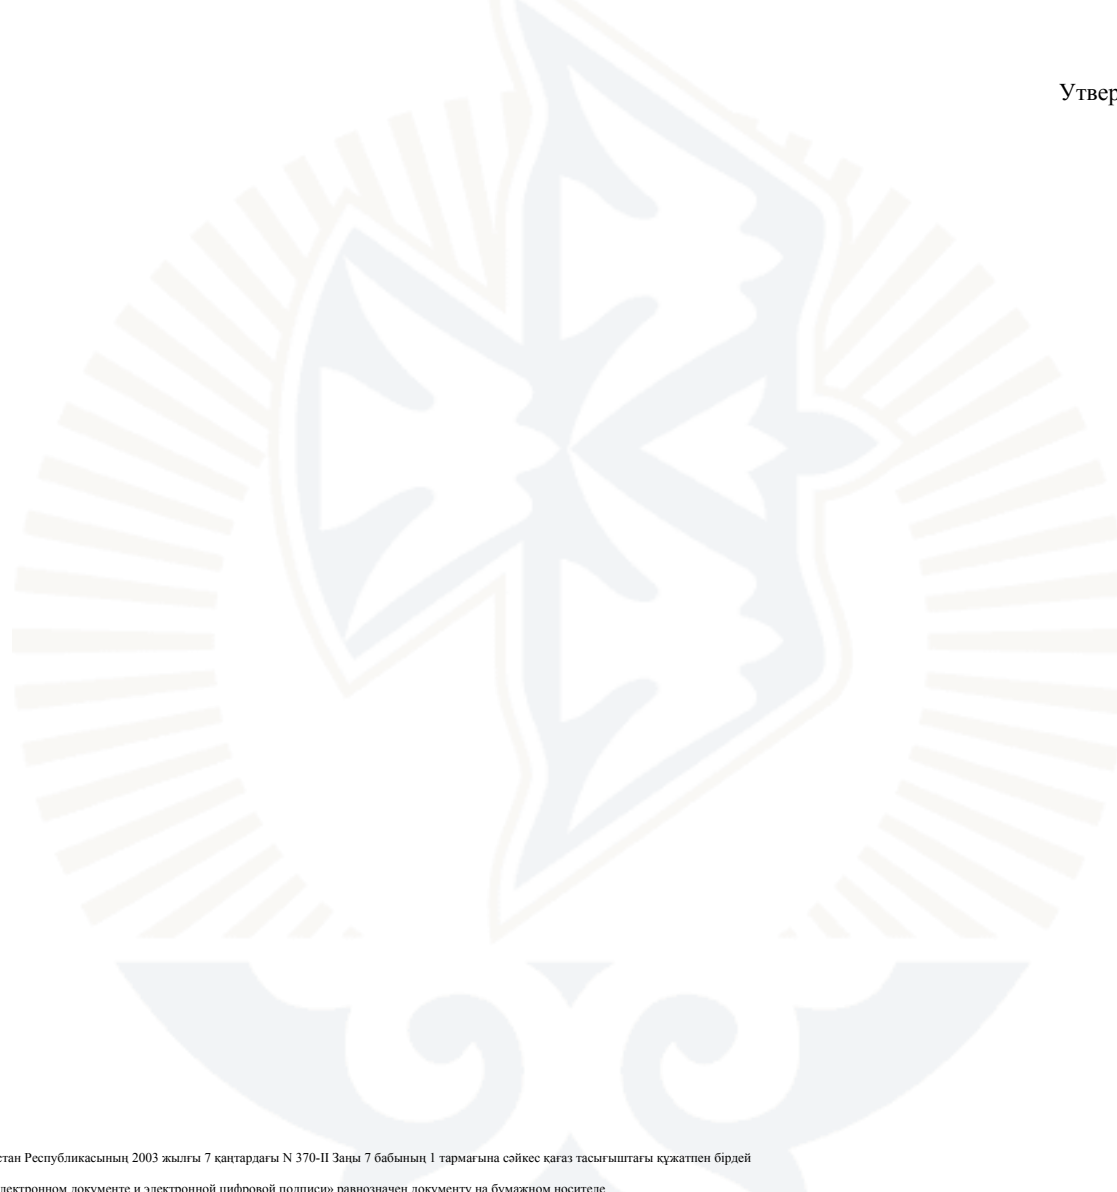 Утвер
стан Республикасының 2003 жылғы 7 қаңтардағы N 370-II Заңы 7 бабының 1 тармағына сәйкес қағаз тасығыштағы құжатпен бірдей
лектронном документе и электронной цифровой подписи» равнозначен документу на бумажном носителе